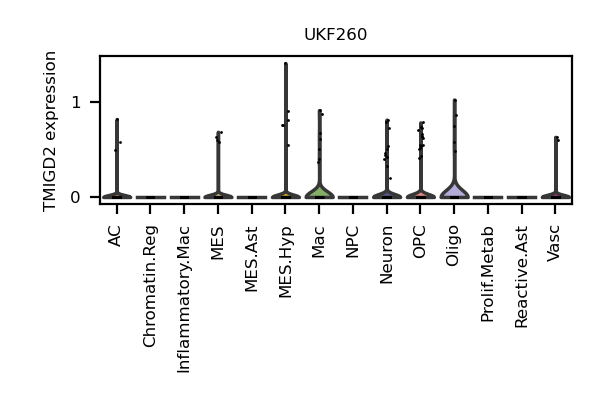 UKF260
TMIGD2 expression
1
0
AC
Chromatin.Reg
Inflammatory.Mac
MES
MES.Ast
MES.Hyp
Mac
NPC
Neuron
OPC
Oligo
Prolif.Metab
Reactive.Ast
Vasc